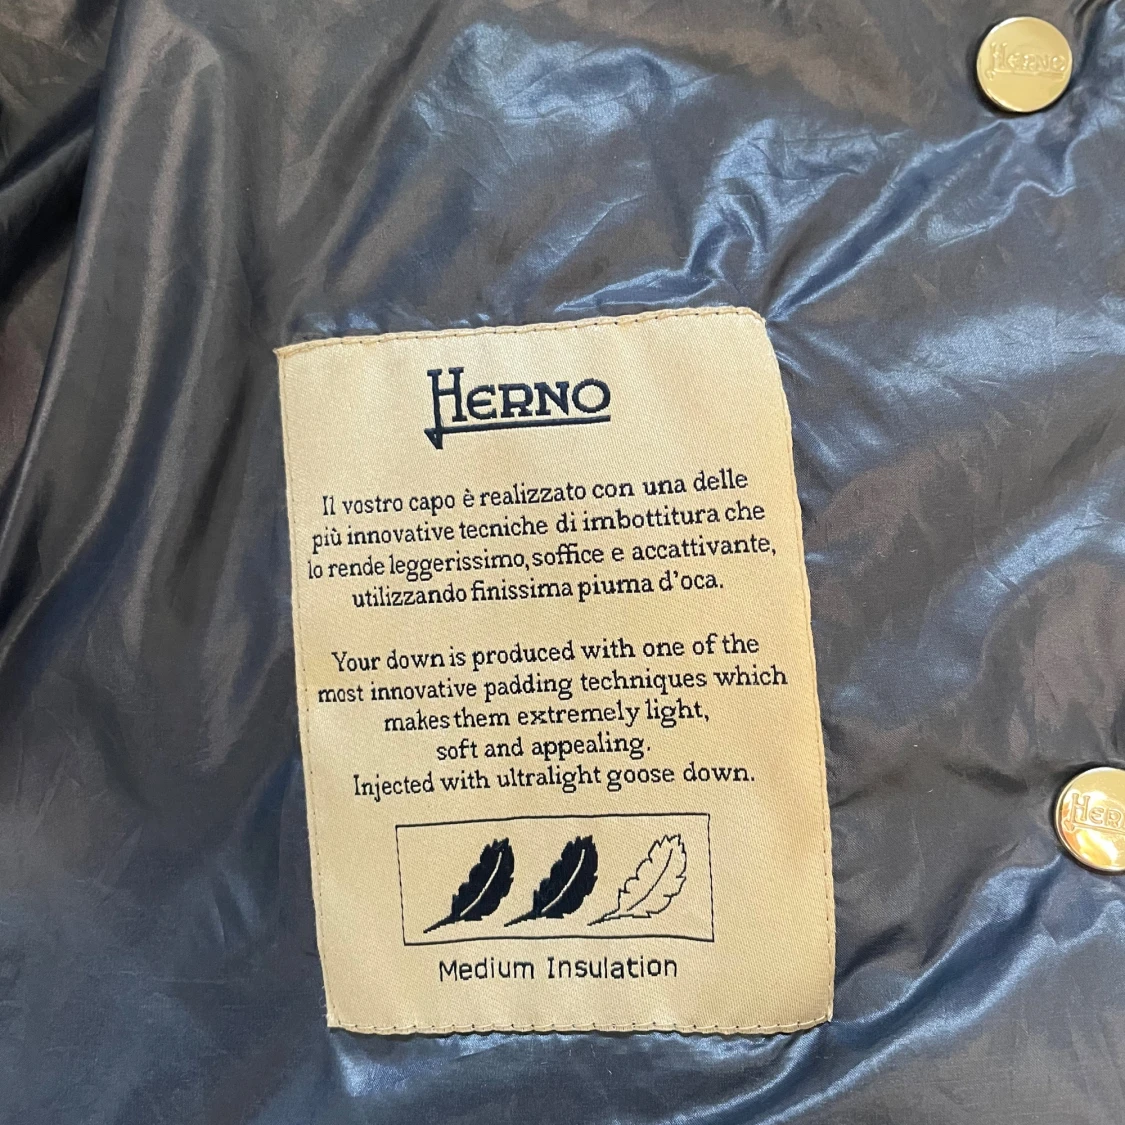 HERNO
HERNO
Il vostro capo è realizzato con una delle
più innovative tecniche di imbottitura che
lo rende leggerissimo, soffice e accattivante,
utilizzando finissima piuma d'oca.
Your down is produced with one of the
most innovative padding techniques which
makes them extremely light,
soft and appealing.
Injected with ultralight goose down.
Medium Insulation
HER